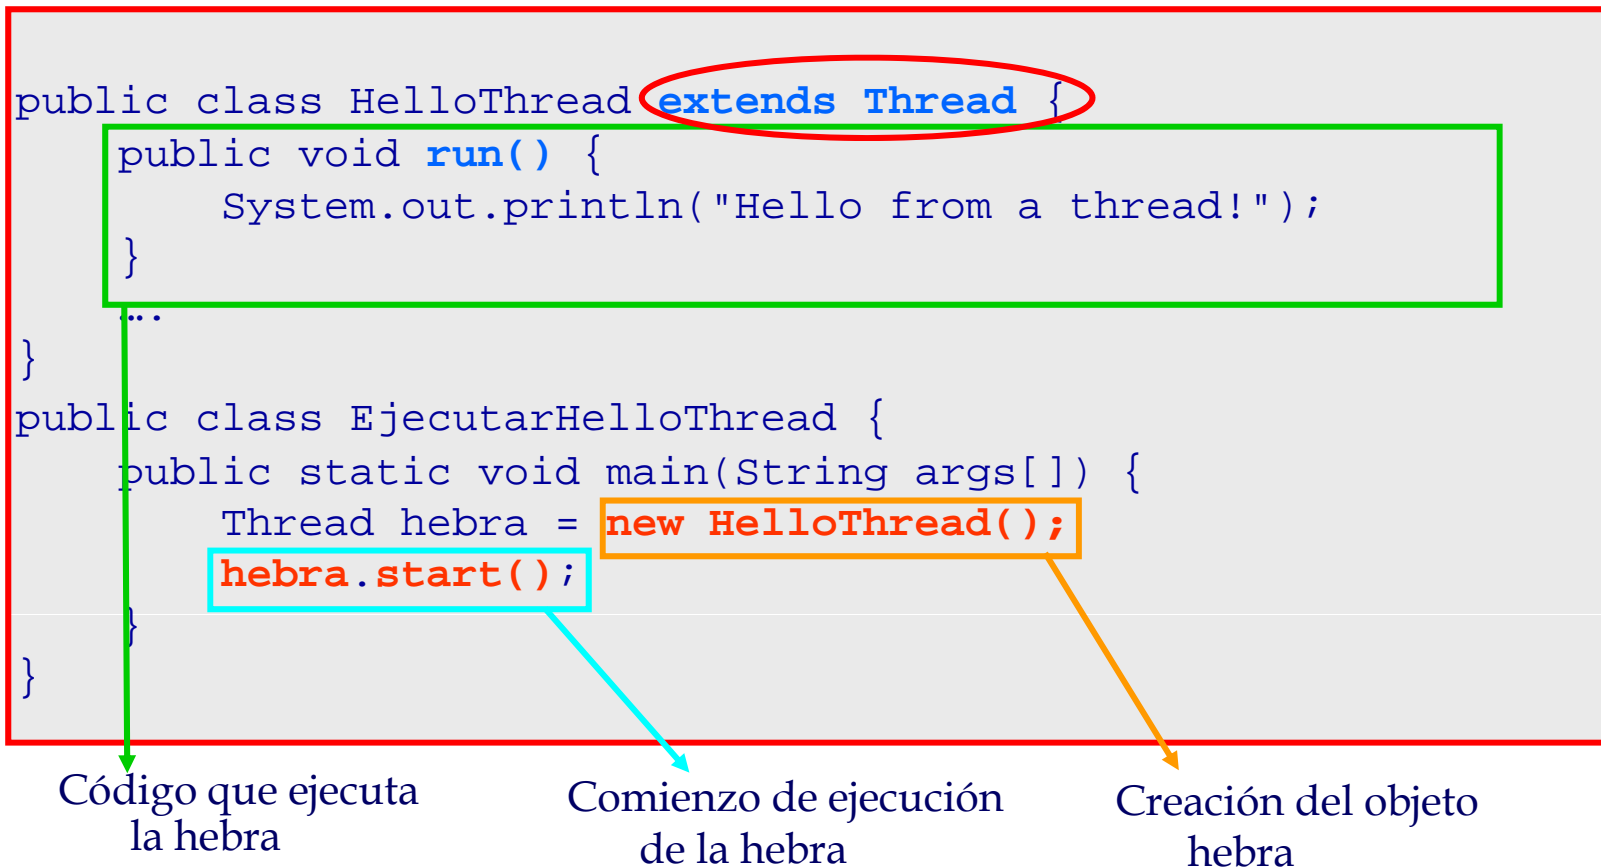 public class HelloThread extends Thread {
public void run() {
System.out.println("Hello from a thread!");
}
….
}
public class EjecutarHelloThread {
public static void main(String args[]) {
Thread hebra = new HelloThread();
hebra.start();
}
}
Código que ejecuta
la hebra
Comienzo de ejecución
de la hebra
Creación del objeto
hebra